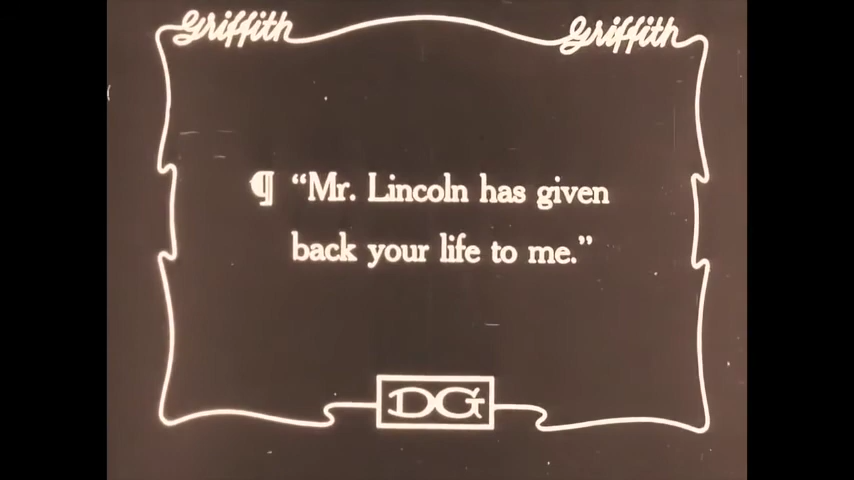 Griffith Griffith
¶ “Mr. Lincoln has given
back your life to me.”
DG